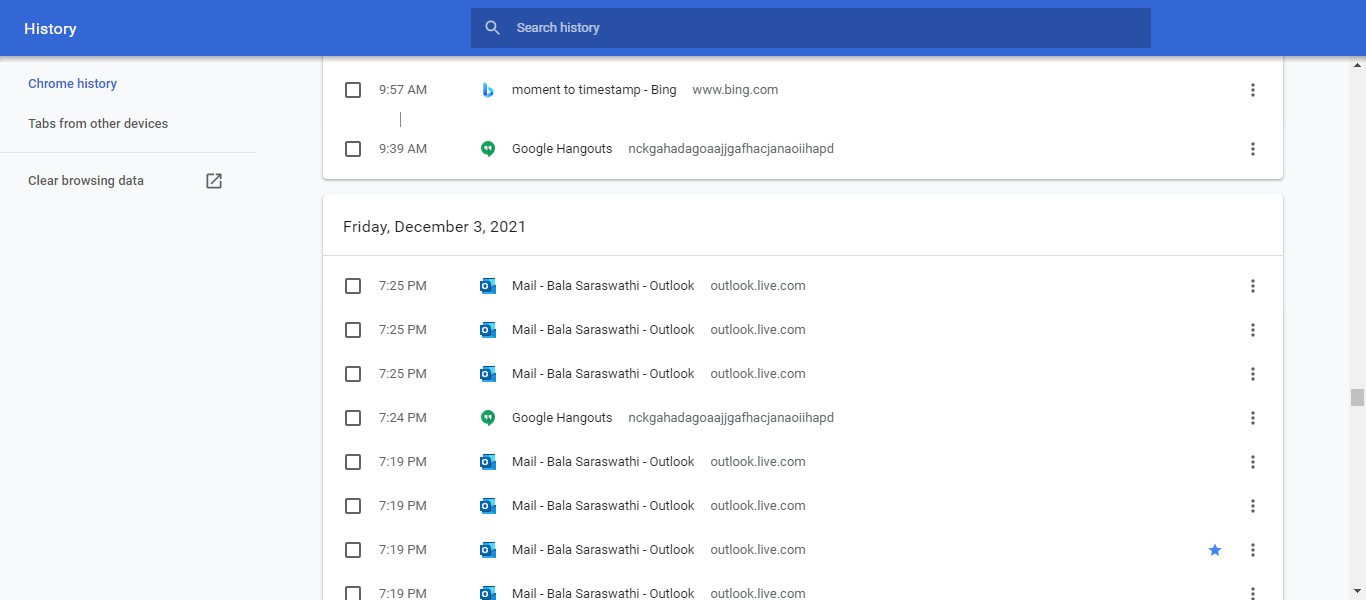 History
Search history
Chrome history
Tabs from other devices
Clear browsing data
9:57 AM moment to timestamp - Bing www.bing.com
9:39 AM Google Hangouts nckgahadagoaajjgafhacjanaoiihapd
Friday, December 3, 2021
7:25 PM Mail - Bala Saraswathi - Outlook outlook.live.com
7:25 PM Mail - Bala Saraswathi - Outlook outlook.live.com
7:25 PM Mail - Bala Saraswathi - Outlook outlook.live.com
7:24 PM Google Hangouts nckgahadagoaajjgafhacjanaoiihapd
7:19 PM Mail - Bala Saraswathi - Outlook outlook.live.com
7:19 PM Mail - Bala Saraswathi - Outlook outlook.live.com
7:19 PM Mail - Bala Saraswathi - Outlook outlook.live.com
7:19 PM Mail - Bala Saraswathi - Outlook outlook.live.com